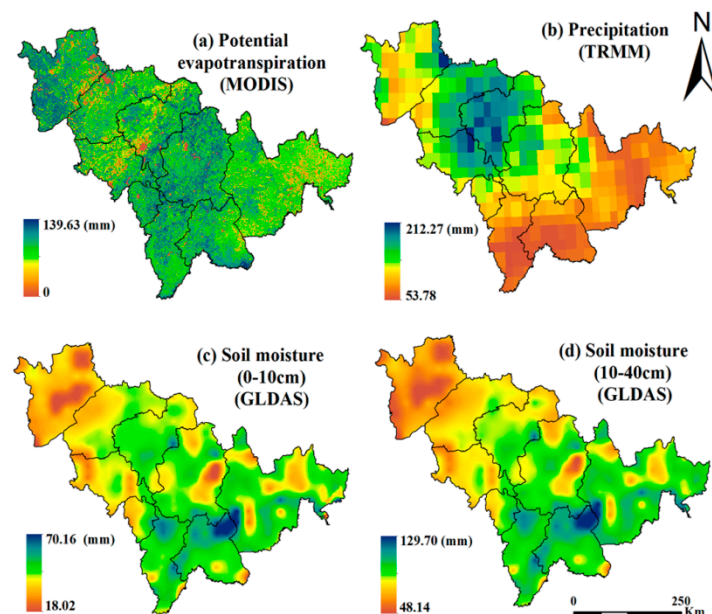 (a) Potential
evapotranspiration
(MODIS)
139.63 (mm)
0
(b) Precipitation
(TRMM)
N
212.27 (mm)
53.78
(c) Soil moisture
(0-10cm)
(GLDAS)
70.16 (mm)
18.02
(d) Soil moisture
(10-40cm)
(GLDAS)
129.70 (mm)
48.14
0 250
Km